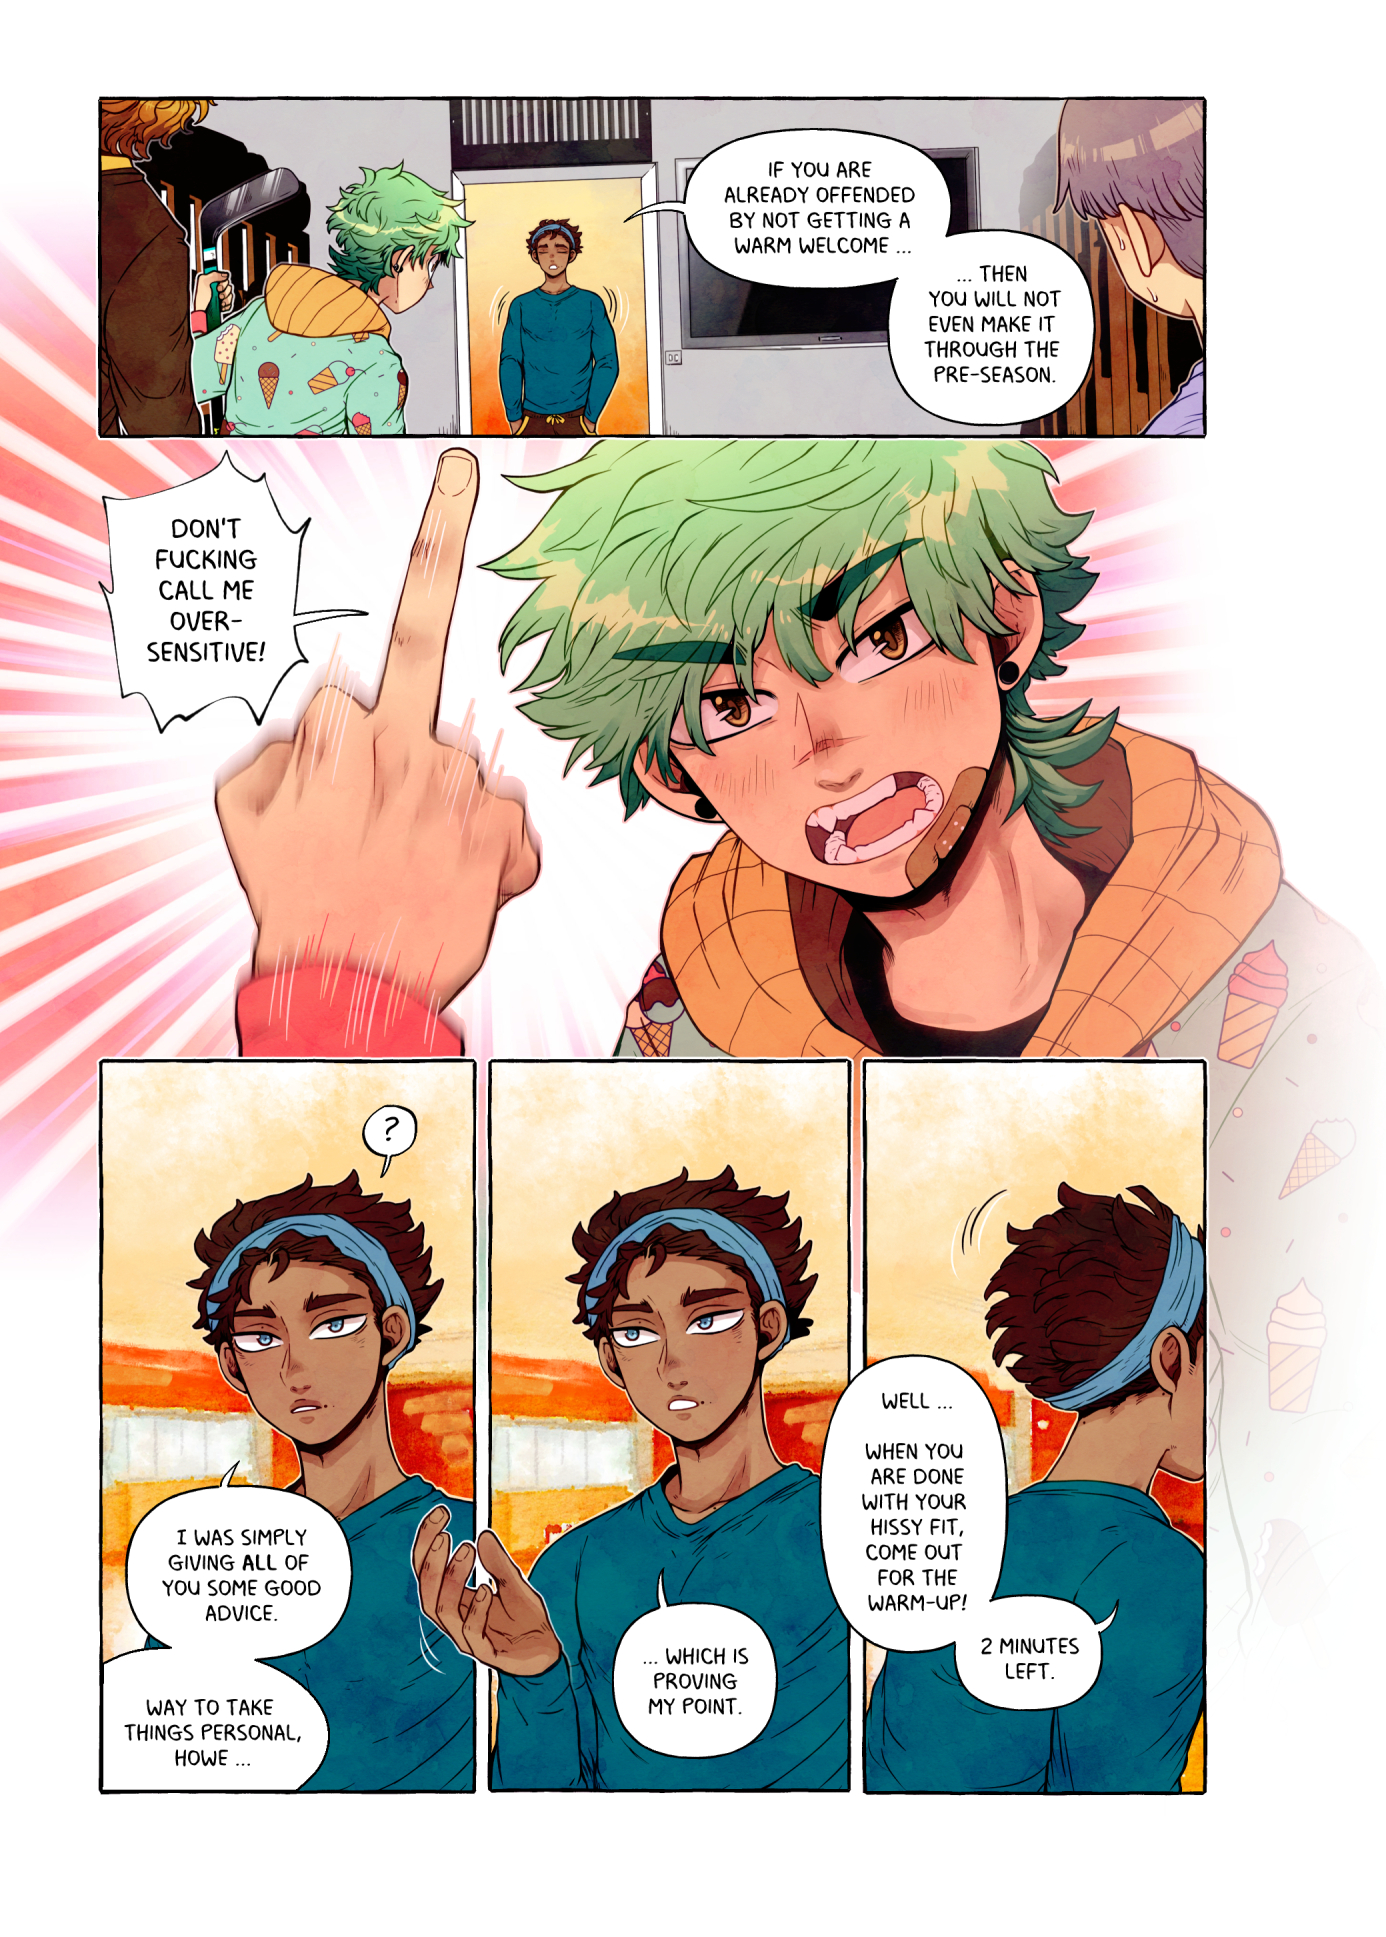 IF YOU ARE
ALREADY OFFENDED
BY NOT GETTING A
WARM WELCOME ...
... THEN
YOU WILL NOT
EVEN MAKE IT
THROUGH THE
PRE-SEASON.
DON'T
FUCKING
CALL ME
OVER-
SENSITIVE!
?
I WAS SIMPLY
GIVING ALL OF
YOU SOME GOOD
ADVICE.
WAY TO TAKE
THINGS PERSONAL,
HOWE ...
... WHICH IS
PROVING
MY POINT.
WELL ...
WHEN YOU
ARE DONE
WITH YOUR
HISSY FIT,
COME OUT
FOR THE
WARM-UP!
2 MINUTES
LEFT.